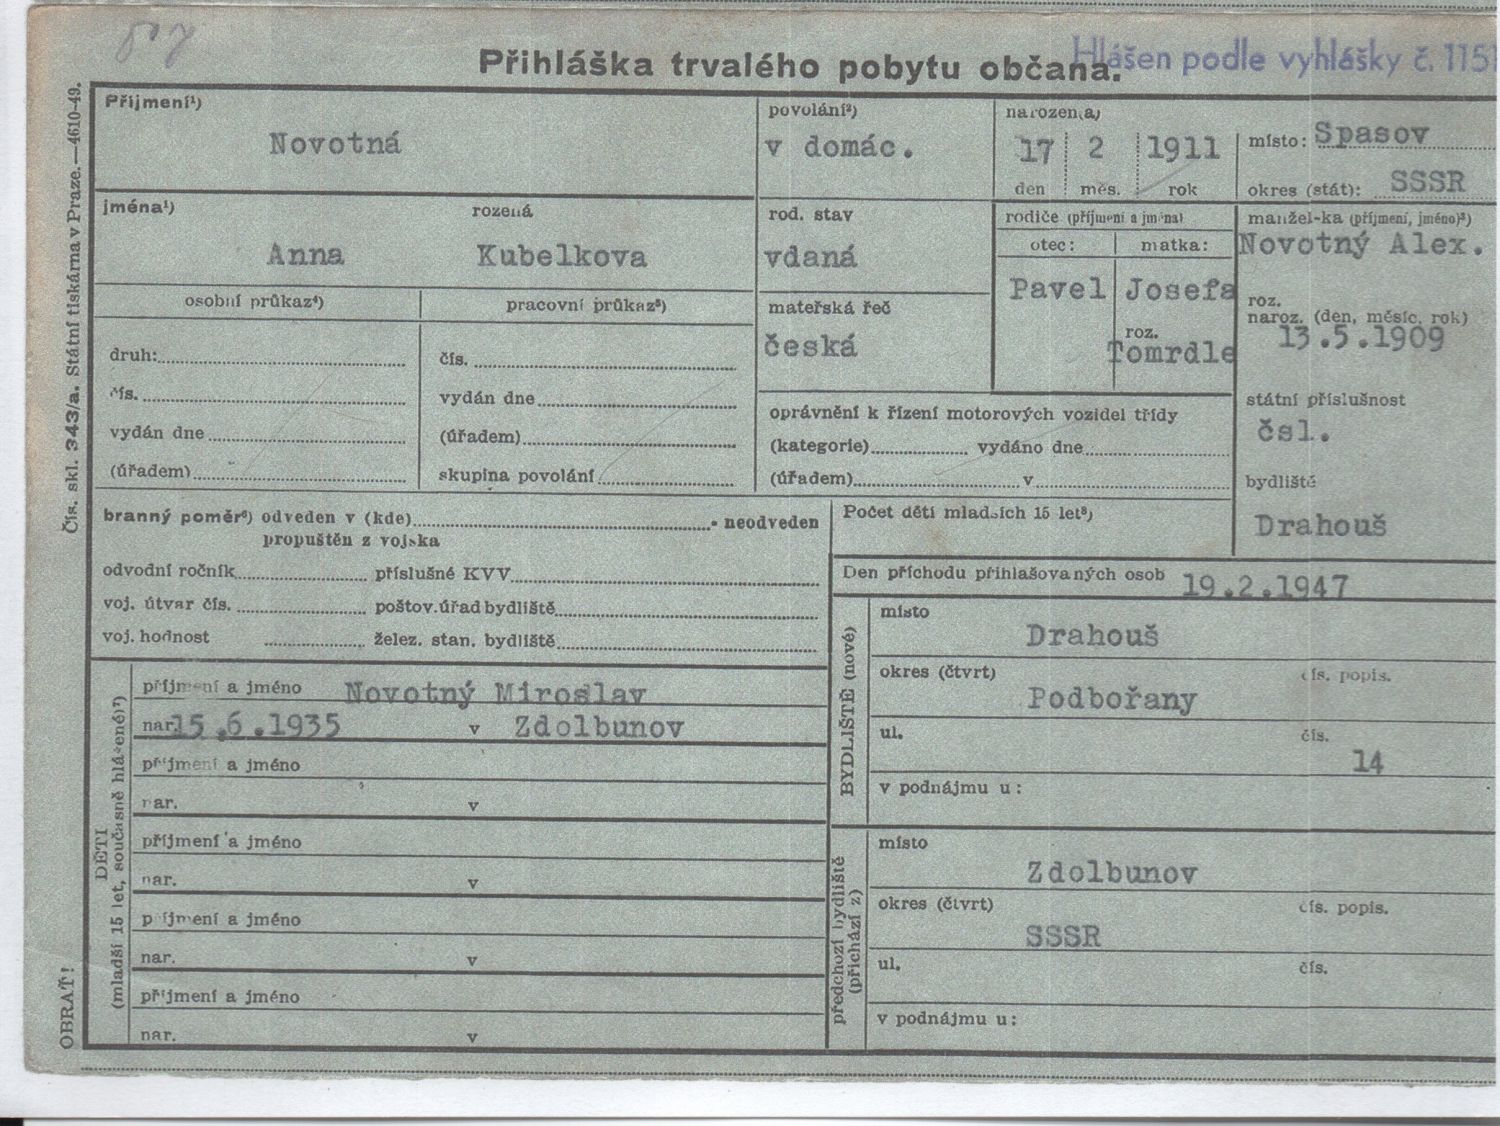 Přihláška trvalého pobytu občana.
Hlášen podle vyhlášky č. 1151
Čís. skl. 343/a. Státní tiskárna v Praze.—4610-49.
OBRAŤ!
Příjmení¹)
Novotná
povolání²)
v domác.
narozen(a)
17 2 1911
den měs. rok
místo: Spasov
okres (stát): SSSR
jména¹) rozená
Anna Kubelkova
rod. stav
vdaná
rodiče (příjmení a jména)
otec: matka:
Pavel Josefa
roz.
Tomrdle
manžel-ka (příjmení, jméno)³)
Novotný Alex.
roz.
naroz. (den, měsíc, rok)
13.5.1909
osobní průkaz⁴) pracovní průkaz⁵)
druh:
čís.
vydán dne
(úřadem)
čís.
vydán dne
(úřadem)
skupina povolání
mateřská řeč
česká
oprávnění k řízení motorových vozidel třídy
(kategorie) vydáno dne
(úřadem) v
státní příslušnost
čsl.
bydliště
Drahouš
branný poměr⁶) odveden v (kde) - neodveden
propuštěn z vojska
odvodní ročník příslušné KVV
voj. útvar čís. poštov. úřad bydliště
voj. hodnost želez. stan. bydliště
Počet dětí mladších 15 let⁸)
Den příchodu přihlašovaných osob 19.2.1947
DĚTI
(mladší 15 let, současně hlášené)⁷)
příjmení a jméno Novotný Miroslav
nar. 15.6.1935 v Zdolbunov
příjmení a jméno
nar. v
příjmení a jméno
nar. v
příjmení a jméno
nar. v
příjmení a jméno
nar. v
BYDLIŠTĚ (nové)
místo
Drahouš
okres (čtvrt) čís. popis.
Podbořany
ul. čís.
14
v podnájmu u:
předchozí bydliště
(přichází z)
místo
Zdolbunov
okres (čtvrt) čís. popis.
SSSR
ul. čís.
v podnájmu u: